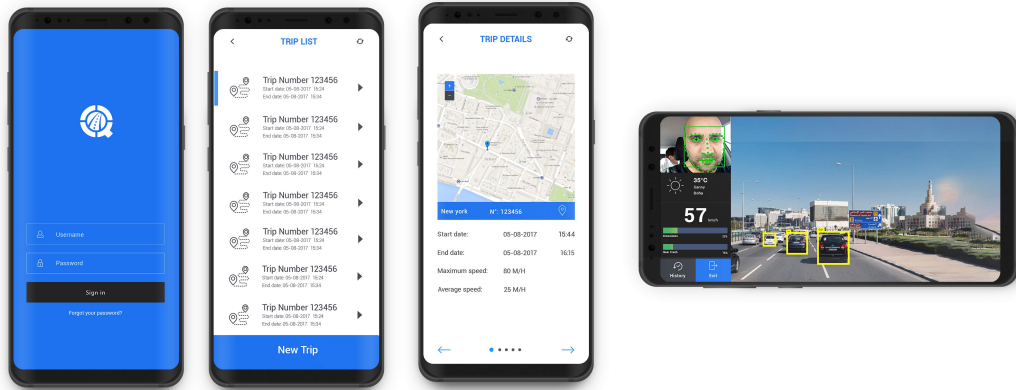 Username
Password
Sign in
Forgot your password?
TRIP LIST
Trip Number 123456
Start date: 05-08-2017 15:24
End date: 05-08-2017 15:34
Trip Number 123456
Start date: 05-08-2017 15:24
End date: 05-08-2017 15:34
Trip Number 123456
Start date: 05-08-2017 15:24
End date: 05-08-2017 15:34
Trip Number 123456
Start date: 05-08-2017 15:24
End date: 05-08-2017 15:34
Trip Number 123456
Start date: 05-08-2017 15:24
End date: 05-08-2017 15:34
Trip Number 123456
Start date: 05-08-2017 15:24
End date: 05-08-2017 15:34
Trip Number 123456
Start date: 05-08-2017 15:24
End date: 05-08-2017 15:34
New Trip
TRIP DETAILS
New york N°: 123456
Start date: 05-08-2017 15:44
End date: 05-08-2017 16:15
Maximum speed: 80 M/H
Average speed: 25 M/H
35°C
Sunny
Doha
57 km/h
History
Exit